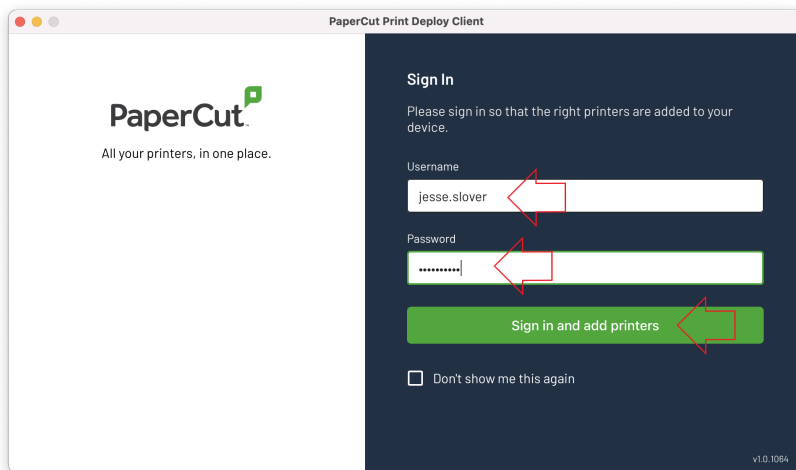 PaperCut Print Deploy Client
PaperCut™
All your printers, in one place.
Sign In
Please sign in so that the right printers are added to your
device.
Username
jesse.slover
Password
••••••••••
Sign in and add printers
Don't show me this again
v1.0.1064